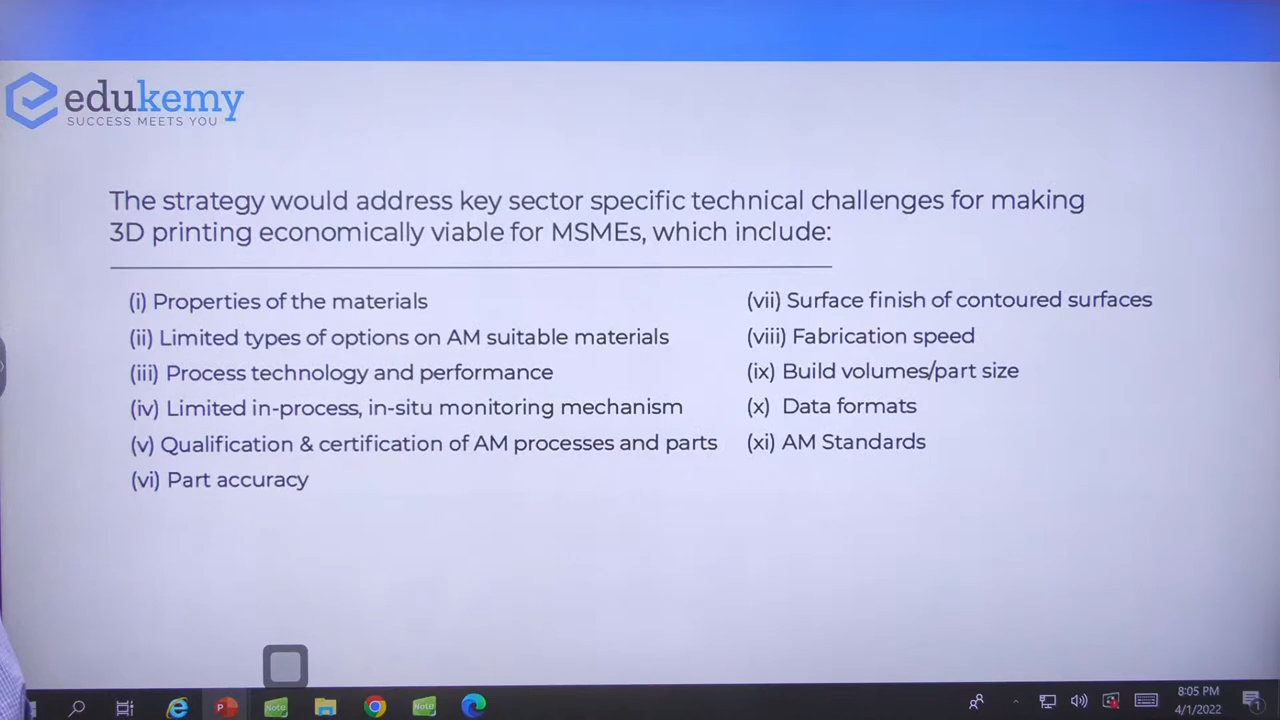 edukemy
SUCCESS MEETS YOU
The strategy would address key sector specific technical challenges for making
3D printing economically viable for MSMEs, which include:
(i) Properties of the materials
(ii) Limited types of options on AM suitable materials
(iii) Process technology and performance
(iv) Limited in-process, in-situ monitoring mechanism
(v) Qualification & certification of AM processes and parts
(vi) Part accuracy
(vii) Surface finish of contoured surfaces
(viii) Fabrication speed
(ix) Build volumes/part size
(x) Data formats
(xi) AM Standards
Note
Note
8:05 PM
4/1/2022
1